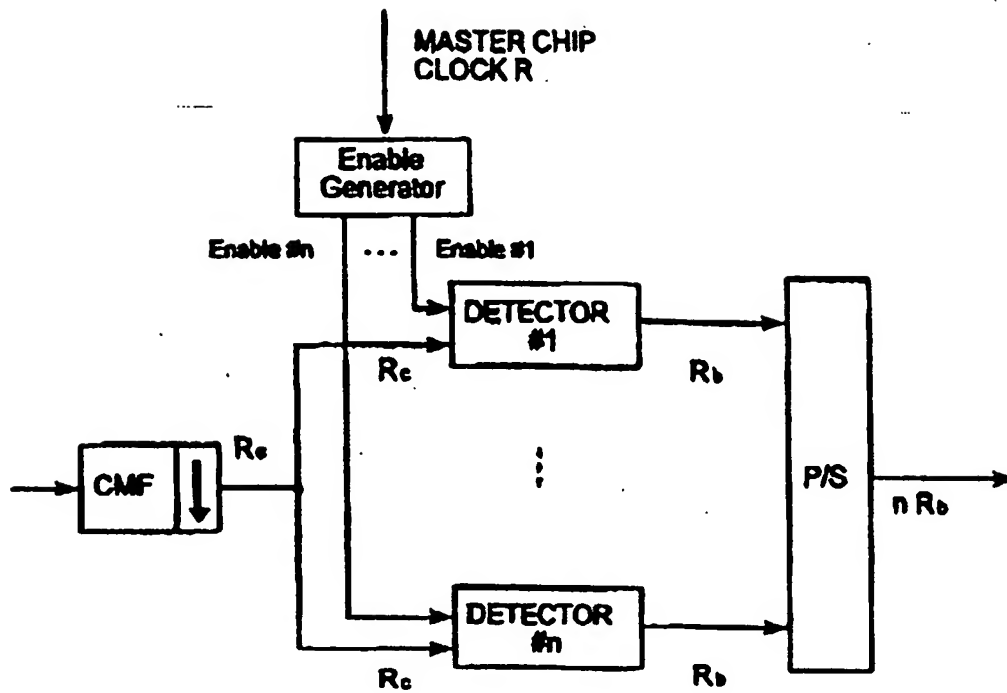 MASTER CHIP
CLOCK R
Enable
Generator
Enable #n
...
Enable #1
DETECTOR
#1
Rc
Rb
CMF
Rc
P/S
n Rb
DETECTOR
#n
Rc
Rb